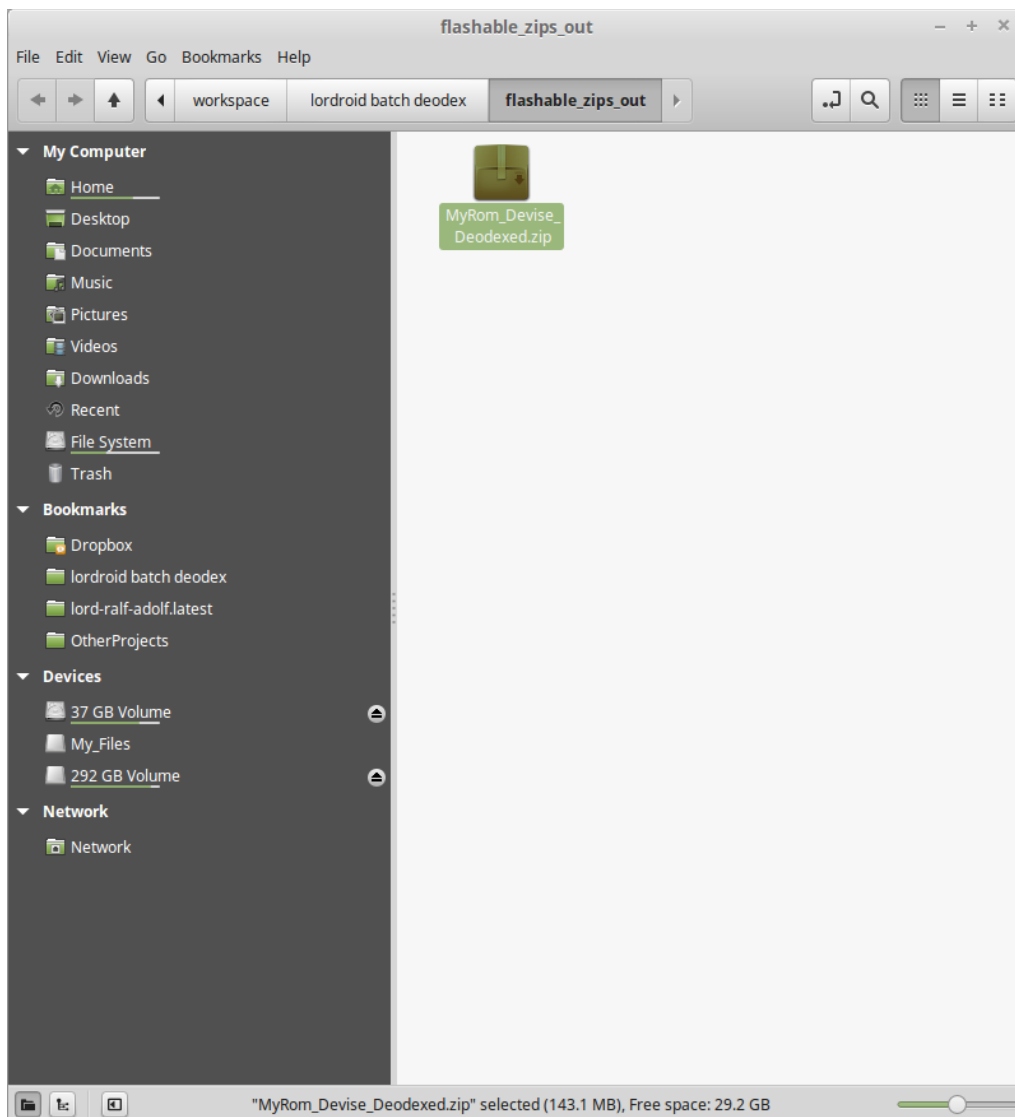 flashable_zips_out
File Edit View Go Bookmarks Help
workspace lordroid batch deodex flashable_zips_out
My Computer
Home
Desktop
Documents
Music
Pictures
Videos
Downloads
Recent
File System
Trash
Bookmarks
Dropbox
lordroid batch deodex
lord-ralf-adolf.latest
OtherProjects
Devices
37 GB Volume
My_Files
292 GB Volume
Network
Network
MyRom_Devise_
Deodexed.zip
"MyRom_Devise_Deodexed.zip" selected (143.1 MB), Free space: 29.2 GB